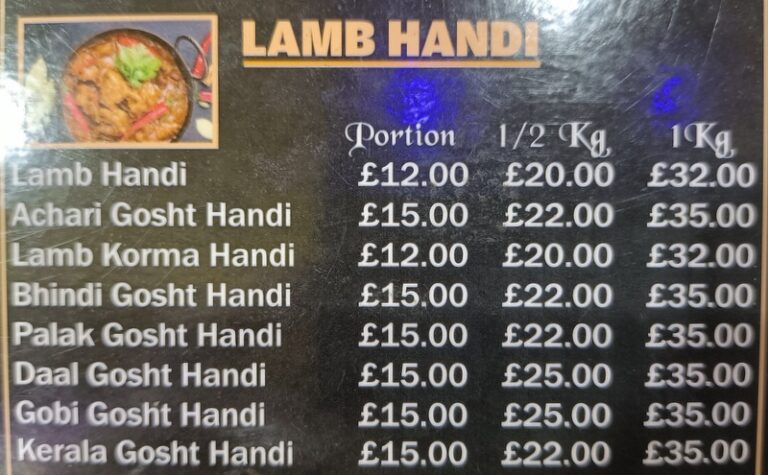 LAMB HANDI
Portion 1/2 Kg, 1Kg,
Lamb Handi £12.00 £20.00 £32.00
Achari Gosht Handi £15.00 £22.00 £35.00
Lamb Korma Handi £12.00 £20.00 £32.00
Bhindi Gosht Handi £15.00 £22.00 £35.00
Palak Gosht Handi £15.00 £22.00 £35.00
Daal Gosht Handi £15.00 £25.00 £35.00
Gobi Gosht Handi £15.00 £25.00 £35.00
Kerala Gosht Handi £15.00 £22.00 £35.00